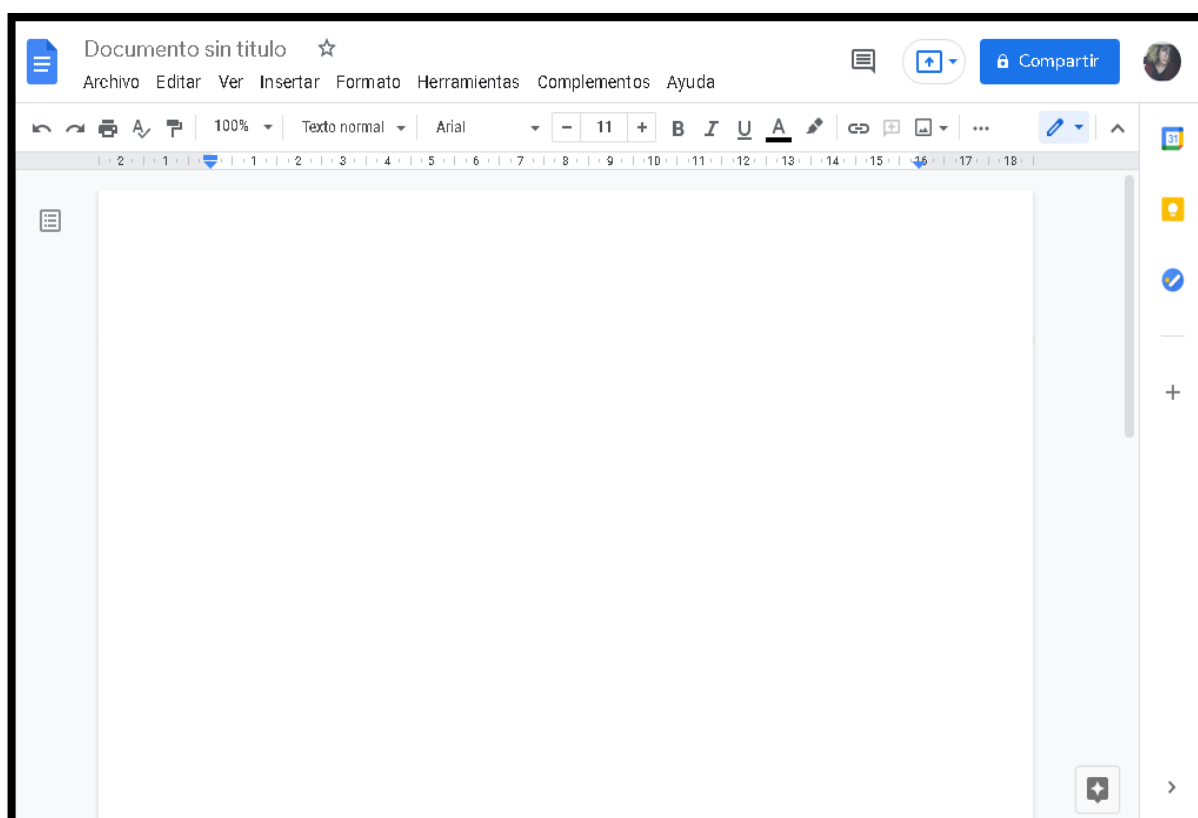 Documento sin título
Compartir
Archivo Editar Ver Insertar Formato Herramientas Complementos Ayuda
100% Texto normal Arial - 11 + B I U A
2 1 1 2 3 4 5 6 7 8 9 10 11 12 13 14 15 16 17 18
31